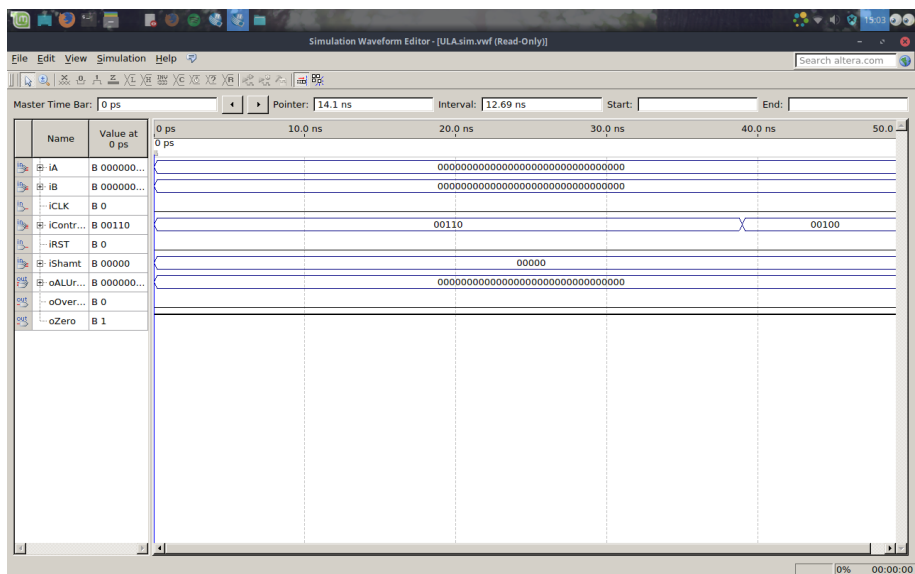 15:03
Simulation Waveform Editor - [ULA.sim.vwf (Read-Only)]
File Edit View Simulation Help
Search altera.com
Master Time Bar: 0 ps Pointer: 14.1 ns Interval: 12.69 ns Start: End:
Name Value at 0 ps
0 ps 10.0 ns 20.0 ns 30.0 ns 40.0 ns 50.0
0 ps
iA B 000000... 00000000000000000000000000000000
iB B 000000... 00000000000000000000000000000000
iCLK B 0
iContr... B 00110 00110 00100
iRST B 0
iShamt B 00000 00000
oALUr... B 000000... 00000000000000000000000000000000
oOver... B 0
oZero B 1
0% 00:00:00